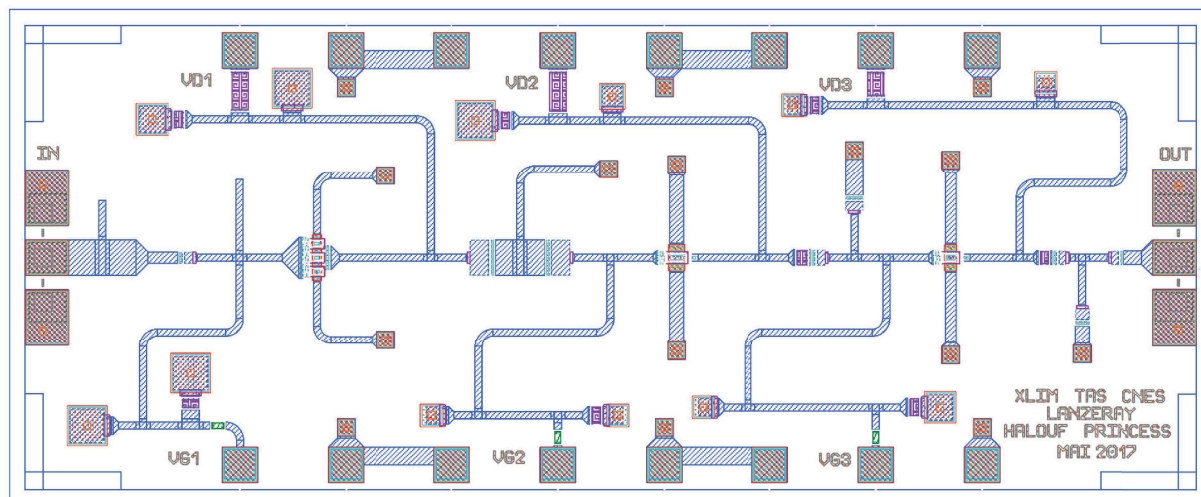 VD1
VD2
VD3
IN
OUT
VG1
VG2
VG3
XLIM TAS CNES
LANZERAY
HALOUF PRINCESS
MAI 2017